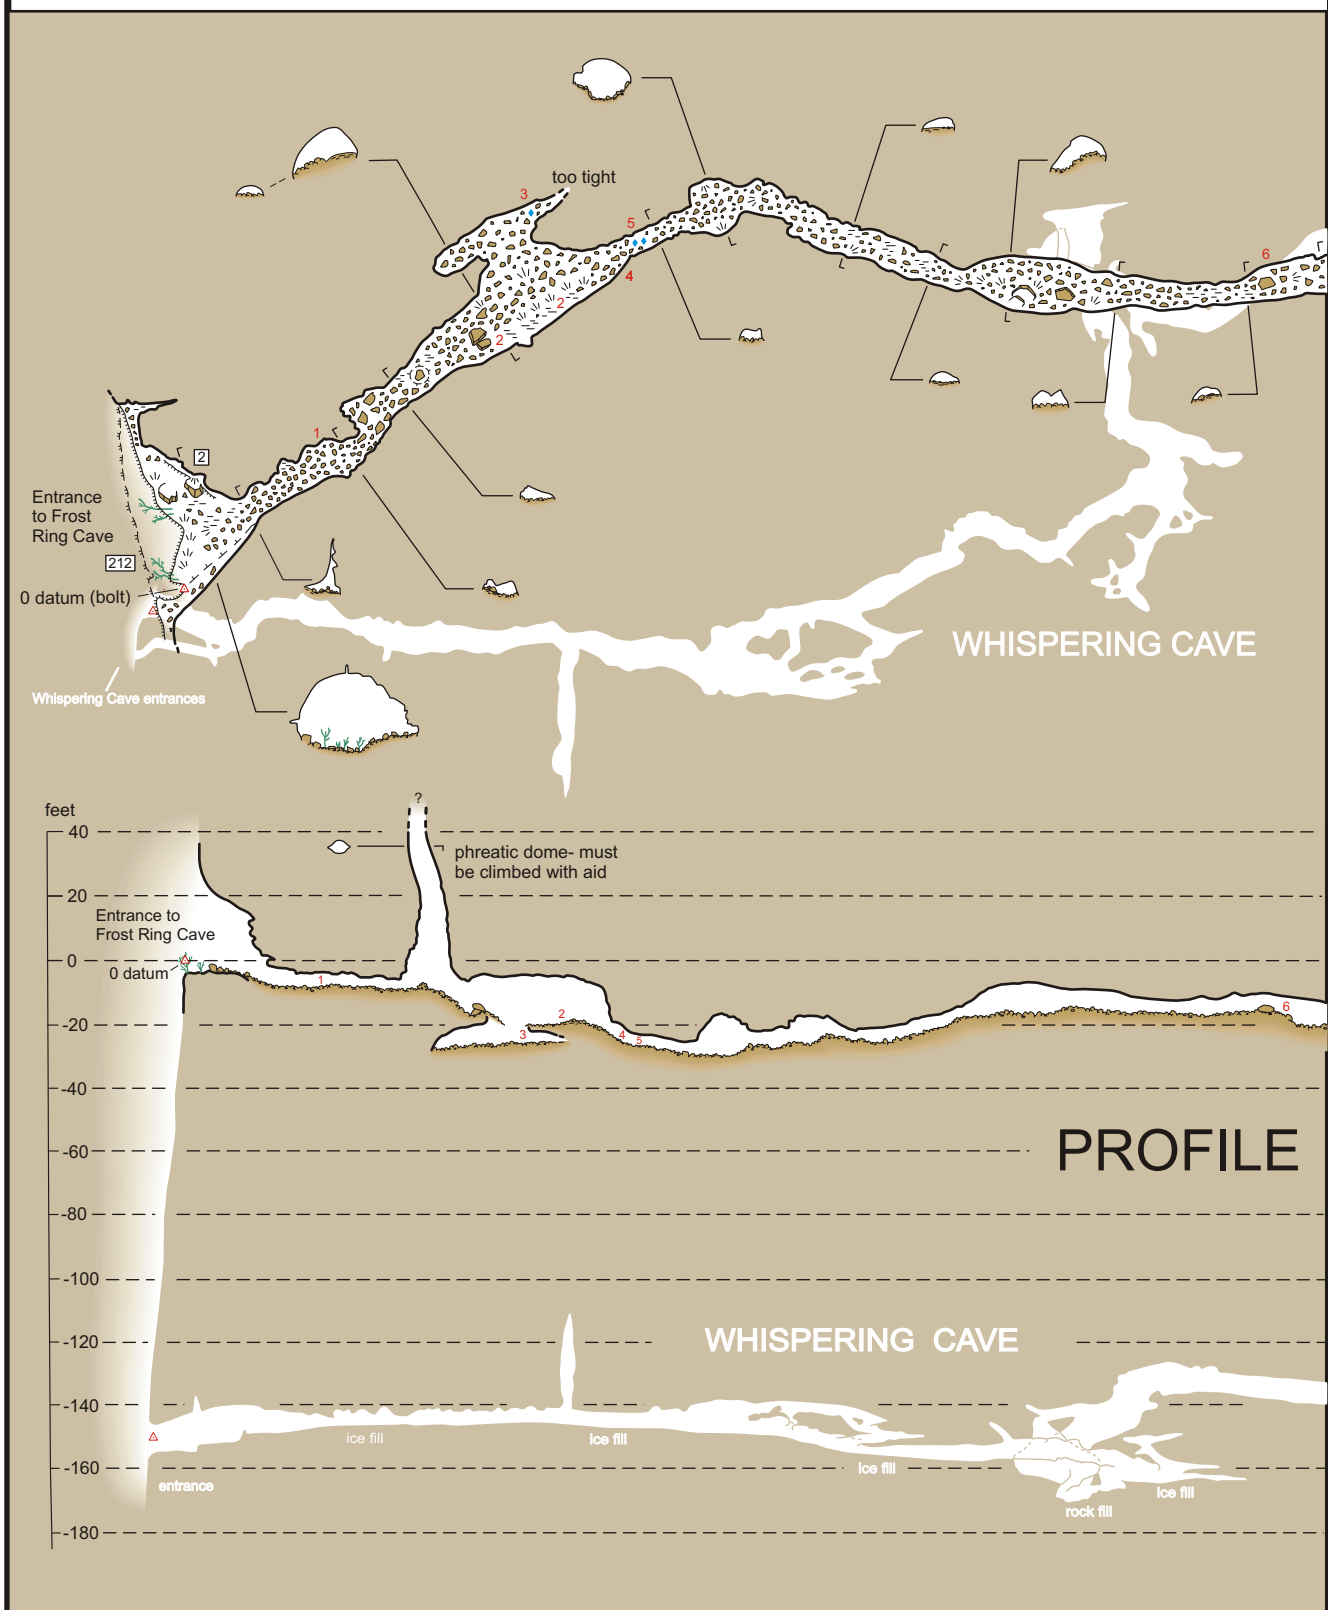 too tight
3
5
4
2
2
6
1
2
Entrance
to Frost
Ring Cave
212
0 datum (bolt)
WHISPERING CAVE
Whispering Cave entrances
feet
?
40
phreatic dome- must
be climbed with aid
20
Entrance to
Frost Ring Cave
0
0 datum
1
2
3
4
5
6
-20
-40
-60
PROFILE
-80
-100
-120
WHISPERING CAVE
-140
ice fill
ice fill
ice fill
-160
entrance
ice fill
rock fill
-180